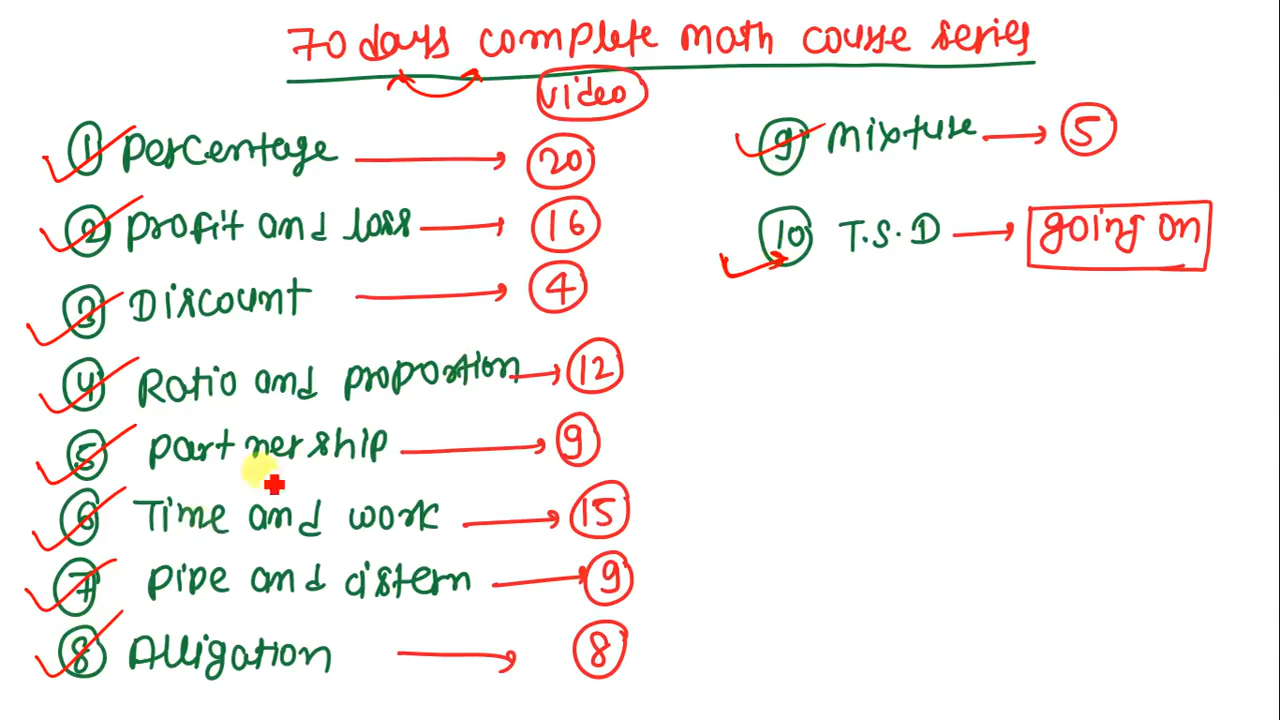 70 days complete math course series
video
1 Percentage → 20
2 Profit and loss → 16
3 Discount → 4
4 Ratio and proportion → 12
5 Partnership → 9
6 Time and work → 15
7 Pipe and cistern → 9
8 Alligation → 8
9 Mixture → 5
10 T.S.D → going on